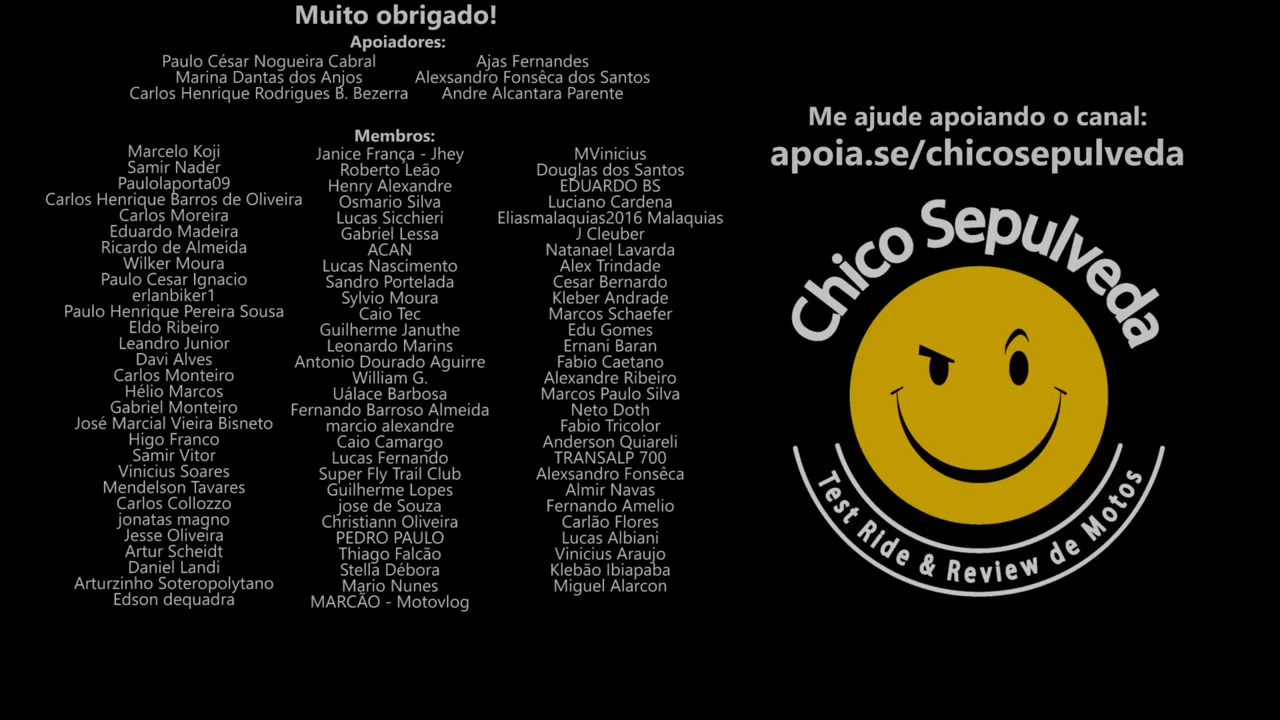 Muito obrigado!
Apoiadores:
Paulo César Nogueira Cabral
Marina Dantas dos Anjos
Carlos Henrique Rodrigues B. Bezerra
Ajas Fernandes
Alexsandro Fonsêca dos Santos
Andre Alcantara Parente
Membros:
Marcelo Koji
Samir Nader
Paulolaporta09
Carlos Henrique Barros de Oliveira
Carlos Moreira
Eduardo Madeira
Ricardo de Almeida
Wilker Moura
Paulo Cesar Ignacio
erlanbiker1
Paulo Henrique Pereira Sousa
Eldo Ribeiro
Leandro Junior
Davi Alves
Carlos Monteiro
Hélio Marcos
Gabriel Monteiro
José Marcial Vieira Bisneto
Higo Franco
Samir Vitor
Vinicius Soares
Mendelson Tavares
Carlos Collozzo
jonatas magno
Jesse Oliveira
Artur Scheidt
Daniel Landi
Arturzinho Soteropolytano
Edson dequadra
Janice França - Jhey
Roberto Leão
Henry Alexandre
Osmario Silva
Lucas Sicchieri
Gabriel Lessa
ACAN
Lucas Nascimento
Sandro Portelada
Sylvio Moura
Caio Tec
Guilherme Januthe
Leonardo Marins
Antonio Dourado Aguirre
William G.
Uálace Barbosa
Fernando Barroso Almeida
marcio alexandre
Caio Camargo
Lucas Fernando
Super Fly Trail Club
Guilherme Lopes
jose de Souza
Christiann Oliveira
PEDRO PAULO
Thiago Falcão
Stella Débora
Mario Nunes
MARCÃO - Motovlog
MVinicius
Douglas dos Santos
EDUARDO BS
Luciano Cardena
Eliasmalaquias2016 Malaquias
J Cleuber
Natanael Lavarda
Alex Trindade
Cesar Bernardo
Kleber Andrade
Marcos Schaefer
Edu Gomes
Ernani Baran
Fabio Caetano
Alexandre Ribeiro
Marcos Paulo Silva
Neto Doth
Fabio Tricolor
Anderson Quiareli
TRANSALP 700
Alexsandro Fonsêca
Almir Navas
Fernando Amelio
Carlão Flores
Lucas Albiani
Vinicius Araujo
Klebão Ibiapaba
Miguel Alarcon
Me ajude apoiando o canal:
apoia.se/chicosepulveda
Chico Sepulveda
Test Ride & Review de Motos